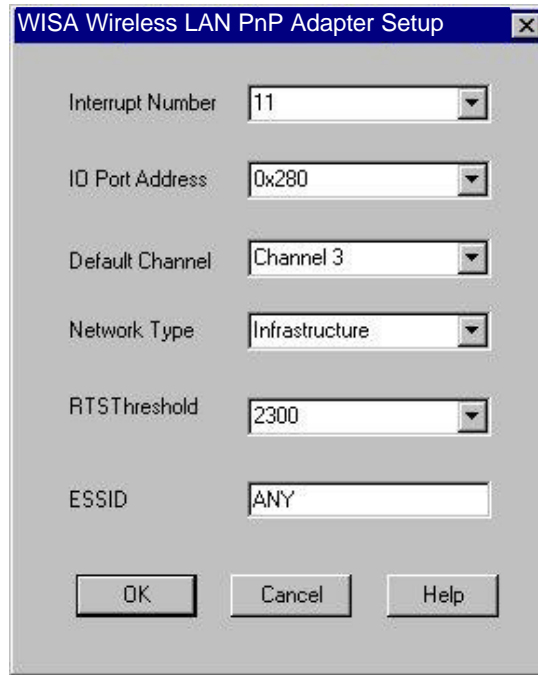 WISA Wireless LAN PnP Adapter Setup
Interrupt Number 11
IO Port Address 0x280
Default Channel Channel 3
Network Type Infrastructure
RTSThreshold 2300
ESSID ANY
OK Cancel Help